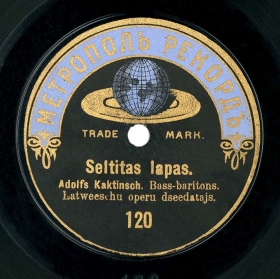 МЕТРОПОЛЬ РЕКОРДЪ
TRADE MARK.
Seltitas lapas.
Adolfs Kaktinsch. Bass-baritons.
Latweeschu operu dseedatajs.
120